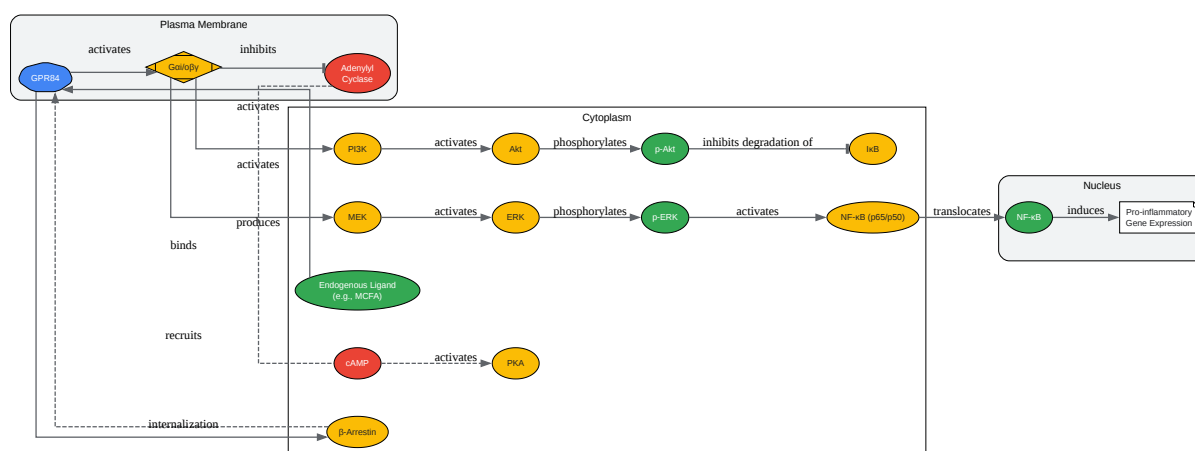 Plasma Membrane
activates
inhibits
GPR84
Gαi/oβγ
Adenylyl
Cyclase
activates
Cytoplasm
PI3K
activates
Akt
phosphorylates
p-Akt
inhibits degradation of
IκB
activates
Nucleus
MEK
activates
ERK
phosphorylates
p-ERK
activates
NF-κB (p65/p50)
translocates
NF-κB
induces
Pro-inflammatory
Gene Expression
produces
binds
Endogenous Ligand
(e.g., MCFA)
recruits
cAMP
activates
PKA
internalization
β-Arrestin